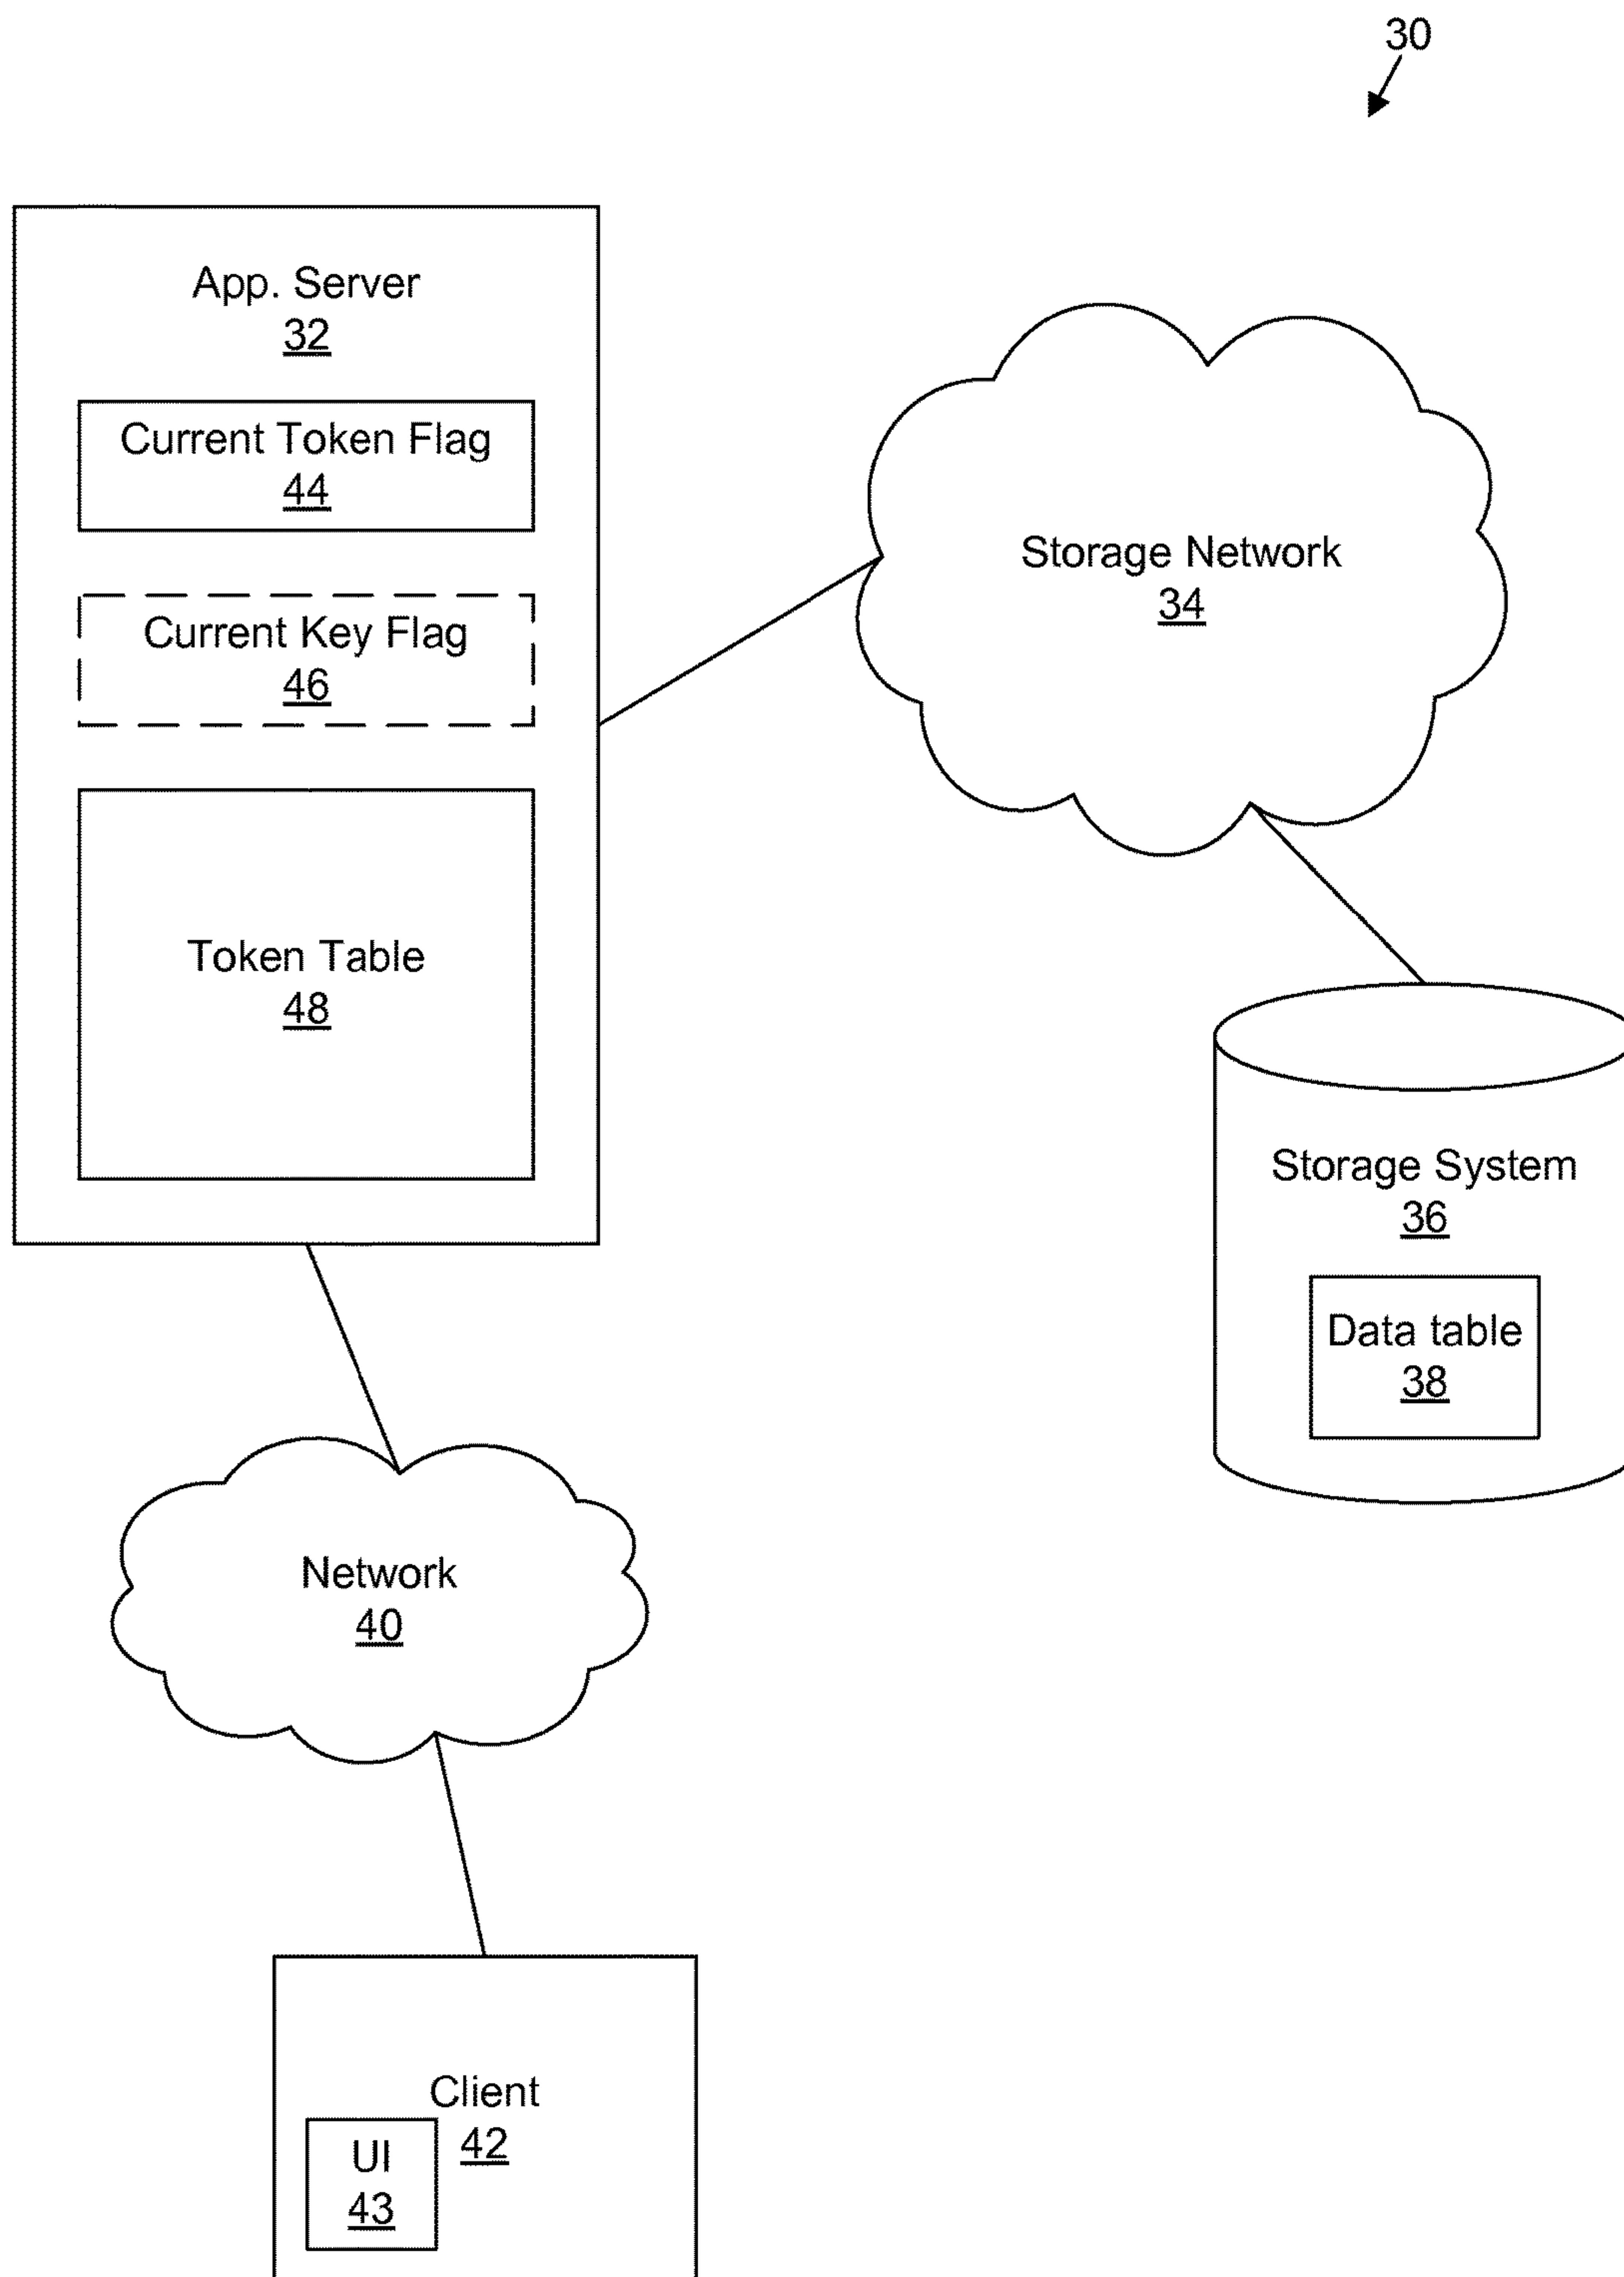 30
App. Server
32
Current Token Flag
44
Current Key Flag
46
Token Table
48
Storage Network
34
Storage System
36
Data table
38
Network
40
Client
42
UI
43